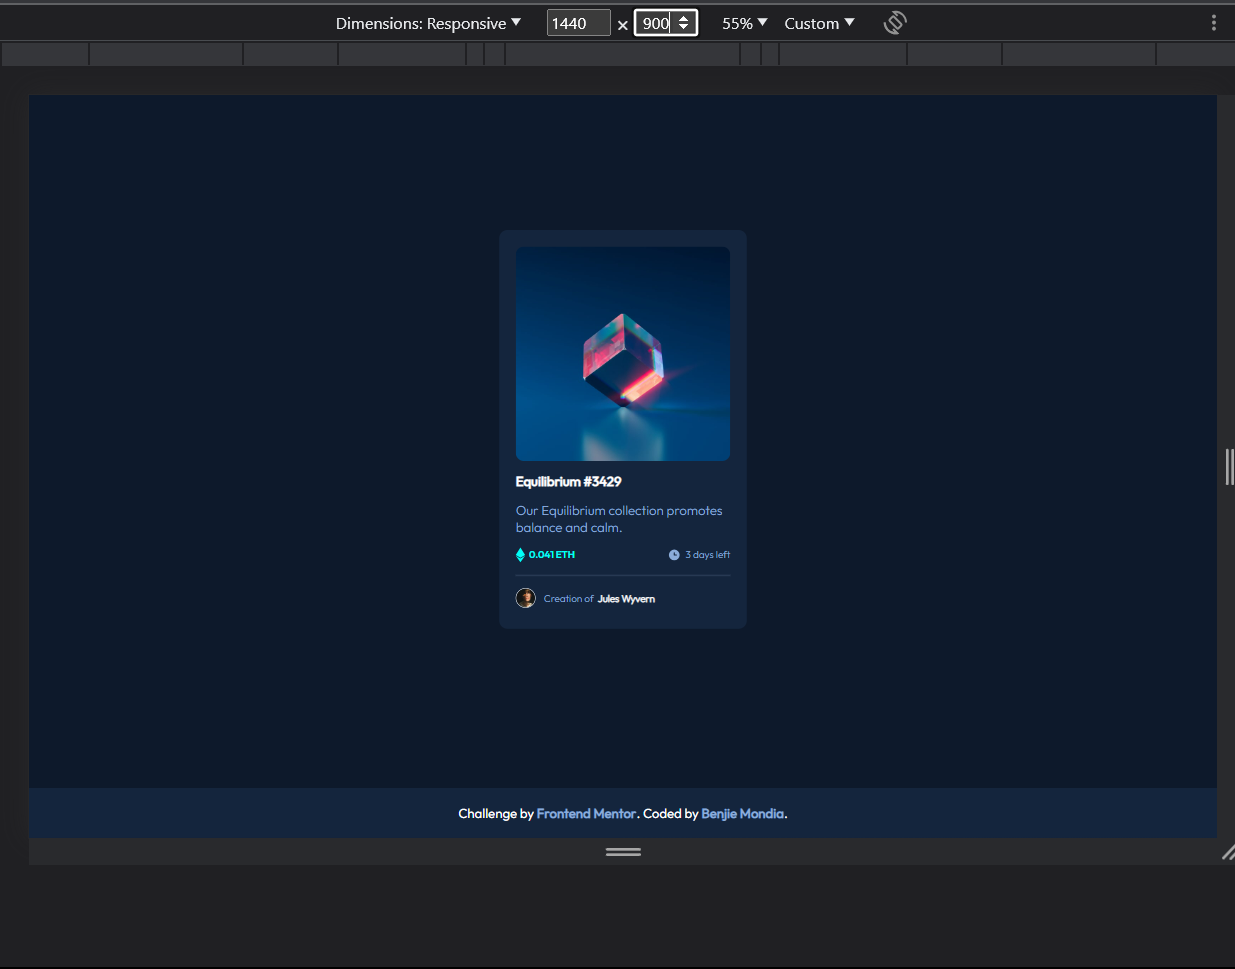 Dimensions: Responsive ▼ 1440 × 900 55% ▼ Custom ▼
Equilibrium #3429
Our Equilibrium collection promotes
balance and calm.
0.041 ETH 3 days left
Creation of Jules Wyvern
Challenge by Frontend Mentor. Coded by Benjie Mondia.